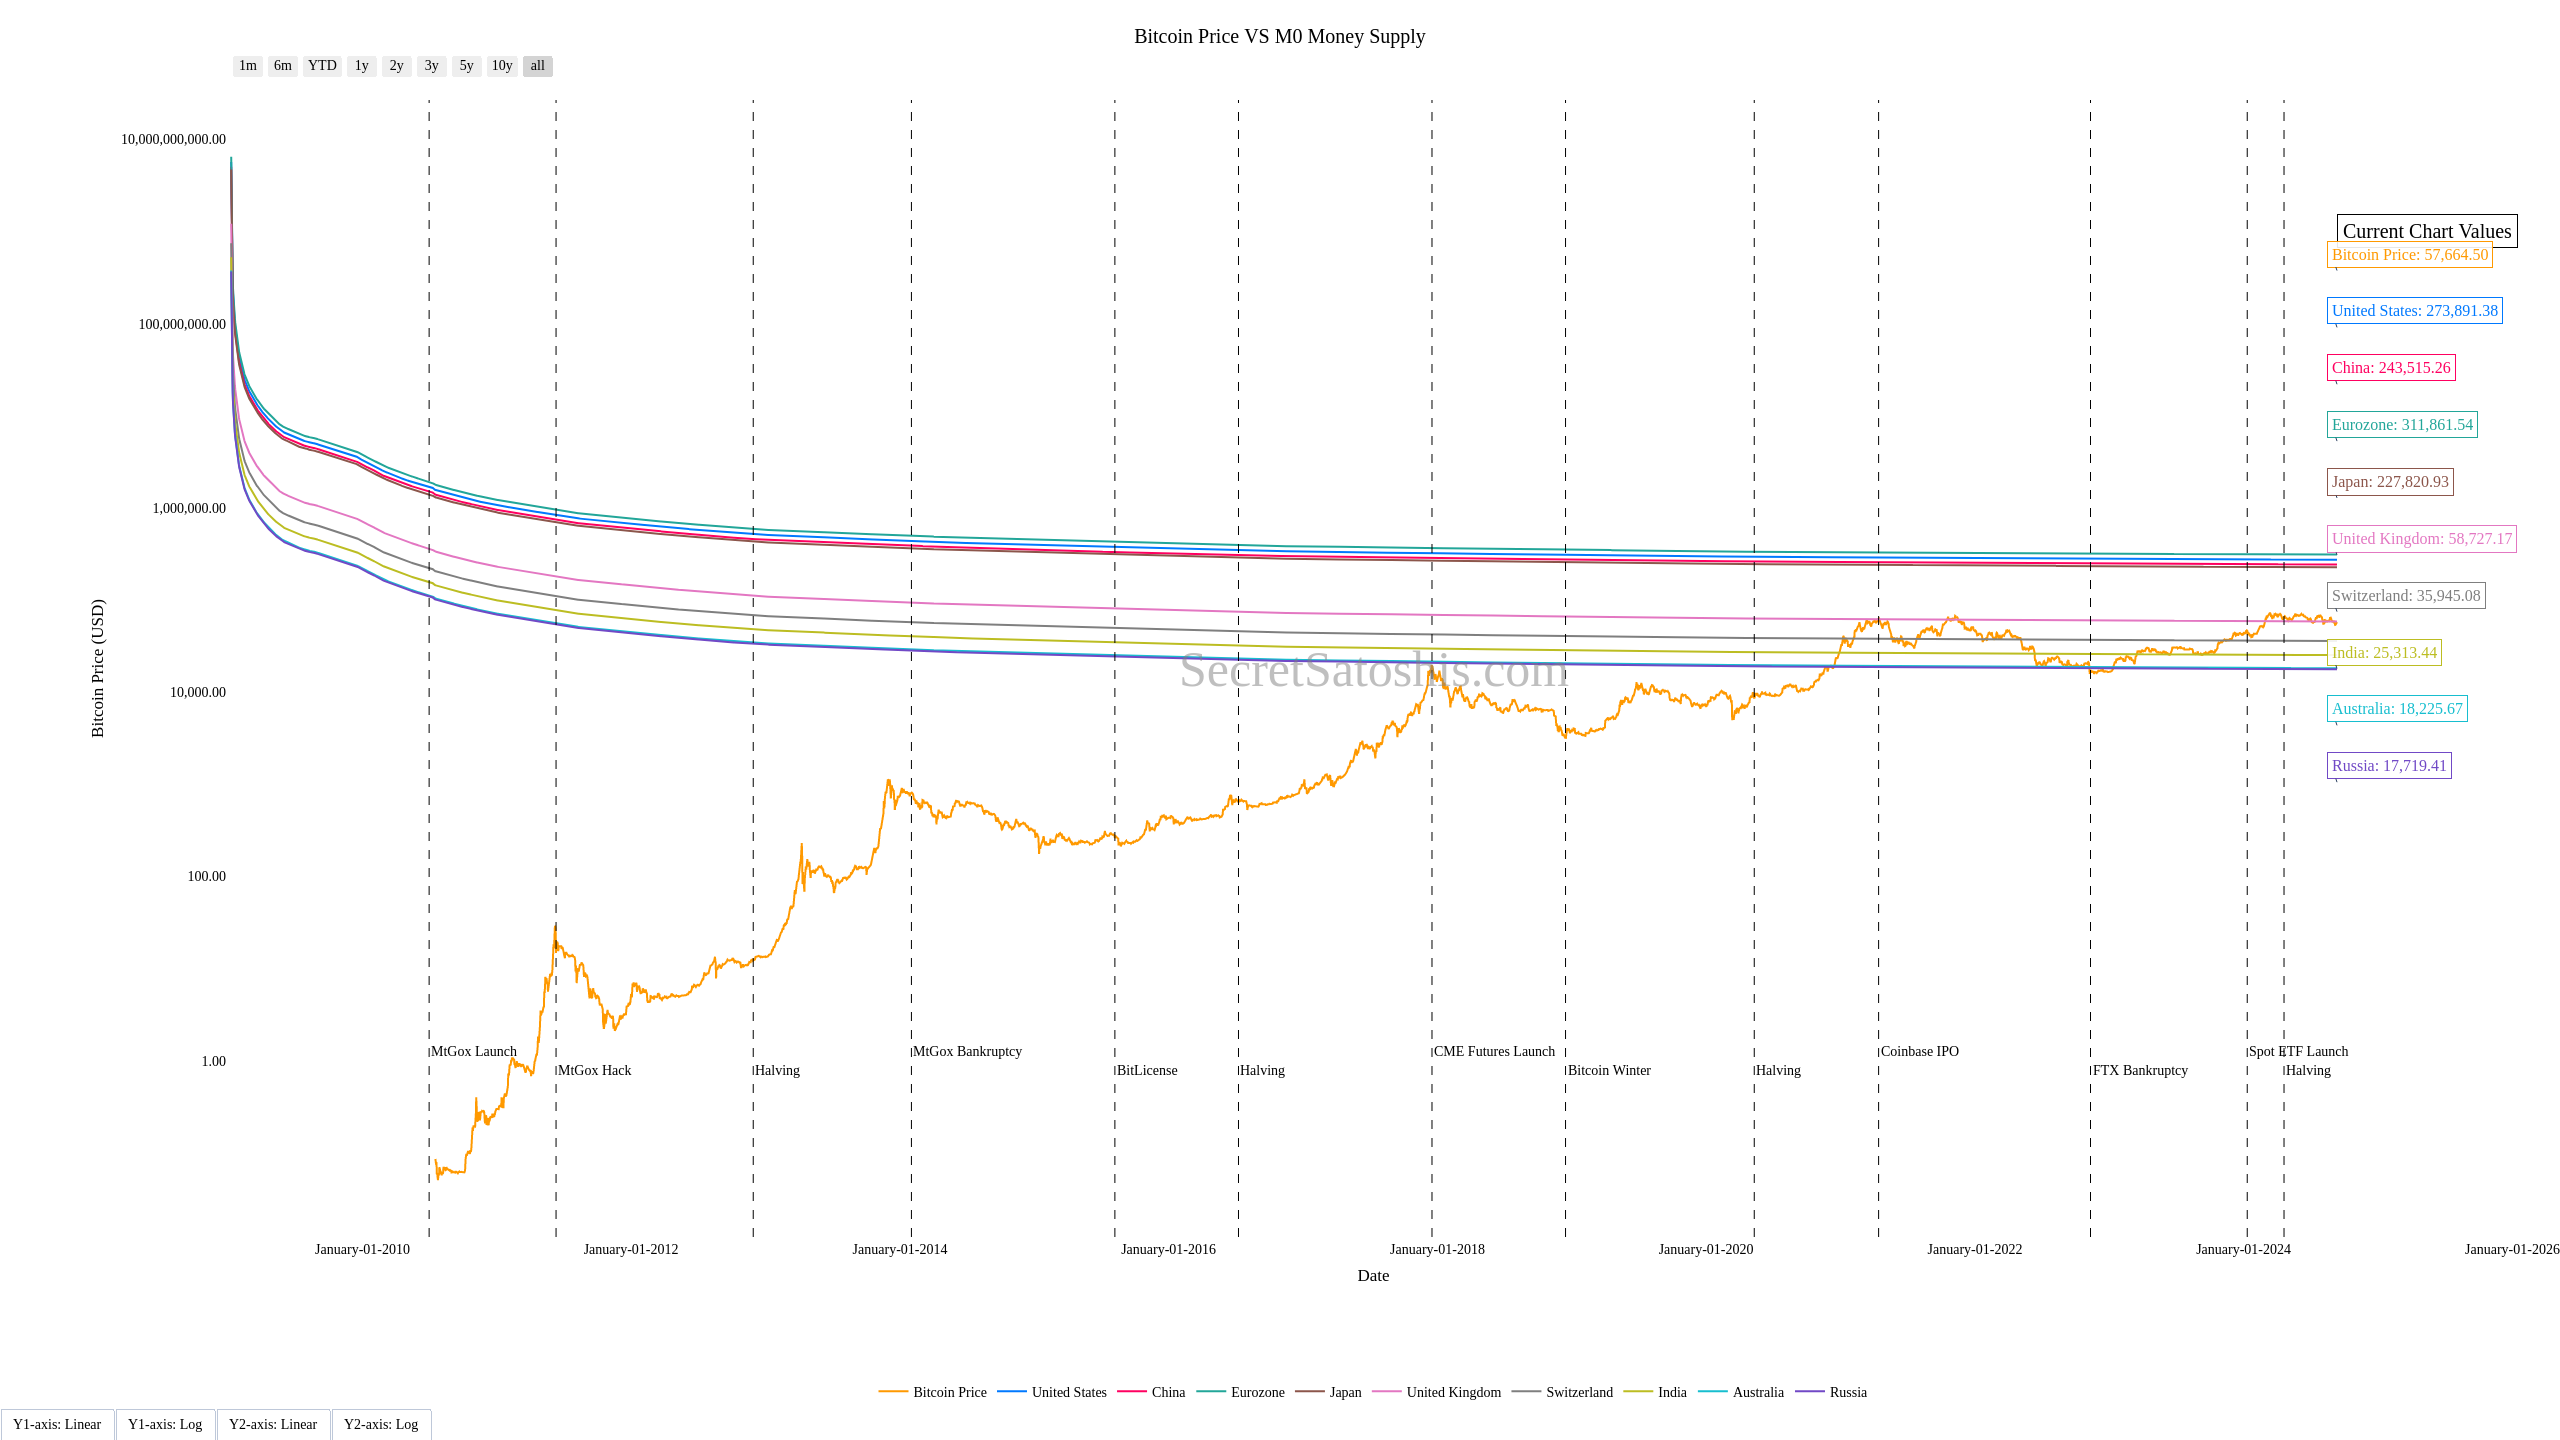 Bitcoin Price VS M0 Money Supply
1m 6m YTD 1y 2y 3y 5y 10y all
10,000,000,000.00
100,000,000.00
1,000,000.00
10,000.00
100.00
1.00
Bitcoin Price (USD)
Current Chart Values
Bitcoin Price: 57,664.50
United States: 273,891.38
China: 243,515.26
Eurozone: 311,861.54
Japan: 227,820.93
United Kingdom: 58,727.17
Switzerland: 35,945.08
India: 25,313.44
Australia: 18,225.67
Russia: 17,719.41
SecretSatoshis.com
MtGox Launch
MtGox Hack
Halving
MtGox Bankruptcy
BitLicense
Halving
CME Futures Launch
Bitcoin Winter
Halving
Coinbase IPO
FTX Bankruptcy
Spot ETF Launch
Halving
January-01-2010 January-01-2012 January-01-2014 January-01-2016 January-01-2018 January-01-2020 January-01-2022 January-01-2024 January-01-2026
Date
Bitcoin Price United States China Eurozone Japan United Kingdom Switzerland India Australia Russia
Y1-axis: Linear Y1-axis: Log Y2-axis: Linear Y2-axis: Log